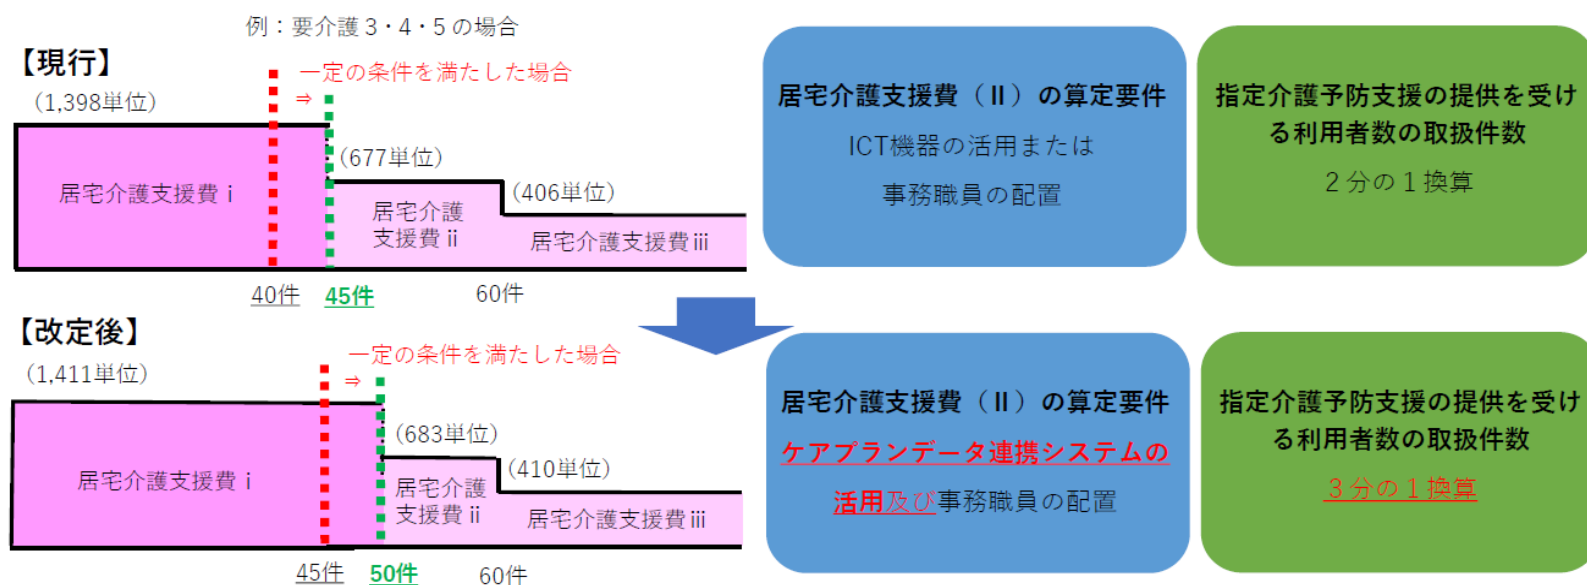 例：要介護３・４・５の場合
【現行】
一定の条件を満たした場合
⇒
（1,398単位）
（677単位）
（406単位）
居宅介護支援費ⅰ
居宅介護
支援費ⅱ
居宅介護支援費ⅲ
40件
45件
60件
居宅介護支援費（Ⅱ）の算定要件
ICT機器の活用または
事務職員の配置
指定介護予防支援の提供を受け
る利用者数の取扱件数
２分の１換算
【改定後】
一定の条件を満たした場合
⇒
（1,411単位）
（683単位）
（410単位）
居宅介護支援費ⅰ
居宅介護
支援費ⅱ
居宅介護支援費ⅲ
45件
50件
60件
居宅介護支援費（Ⅱ）の算定要件
ケアプランデータ連携システムの
活用及び事務職員の配置
指定介護予防支援の提供を受け
る利用者数の取扱件数
３分の１換算